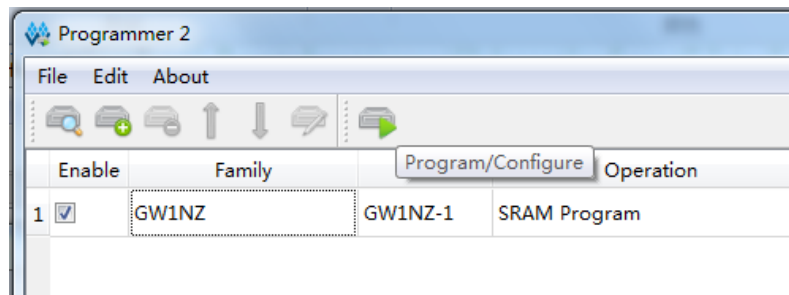 Programmer 2
File Edit About
Program/Configure
Enable Family Operation
1 GW1NZ GW1NZ-1 SRAM Program